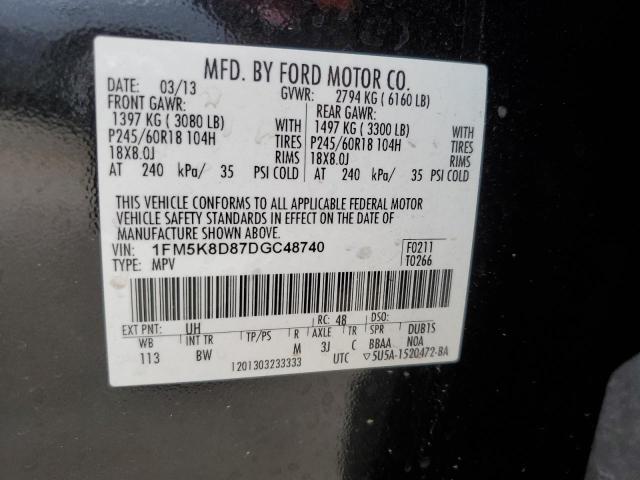 MFD. BY FORD MOTOR CO.
DATE: 03/13 GVWR: 2794 KG ( 6160 LB)
FRONT GAWR: REAR GAWR:
1397 KG ( 3080 LB) WITH 1497 KG ( 3300 LB) WITH
P245/60R18 104H TIRES P245/60R18 104H TIRES
18X8.0J RIMS 18X8.0J RIMS
AT 240 kPa/ 35 PSI COLD AT 240 kPa/ 35 PSI COLD
THIS VEHICLE CONFORMS TO ALL APPLICABLE FEDERAL MOTOR
VEHICLE SAFETY STANDARDS IN EFFECT ON THE DATE OF
MANUFACTURE SHOWN ABOVE.
VIN: 1FM5K8D87DGC48740 F0211
TYPE: MPV T0266
EXT PNT: UH RC: 48 DSO:
WB INT TR TP/PS R AXLE TR SPR DUB1S
113 BW M 3J C BBAA NOA
1201303233333 UTC ▽5U5A-1520472-BA